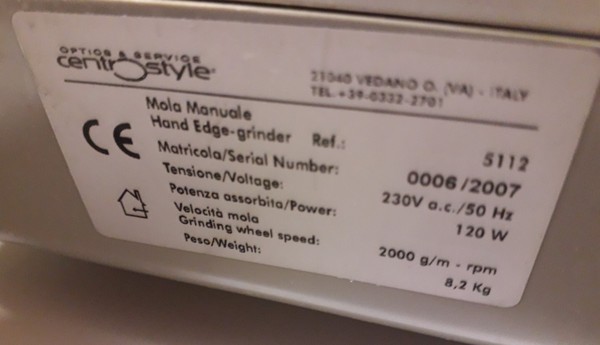 OPTICS & SERVICE
centrostyle
21040 VEDANO O. (VA) - ITALY
TEL. +39-0332-2701
Mola Manuale
Hand Edge-grinder Ref.: 5112
Matricola/Serial Number: 0006/2007
Tensione/Voltage: 230V a.c./50 Hz
Potenza assorbita/Power: 120 W
Velocità mola
Grinding wheel speed: 2000 g/m - rpm
Peso/Weight: 8,2 Kg
CE